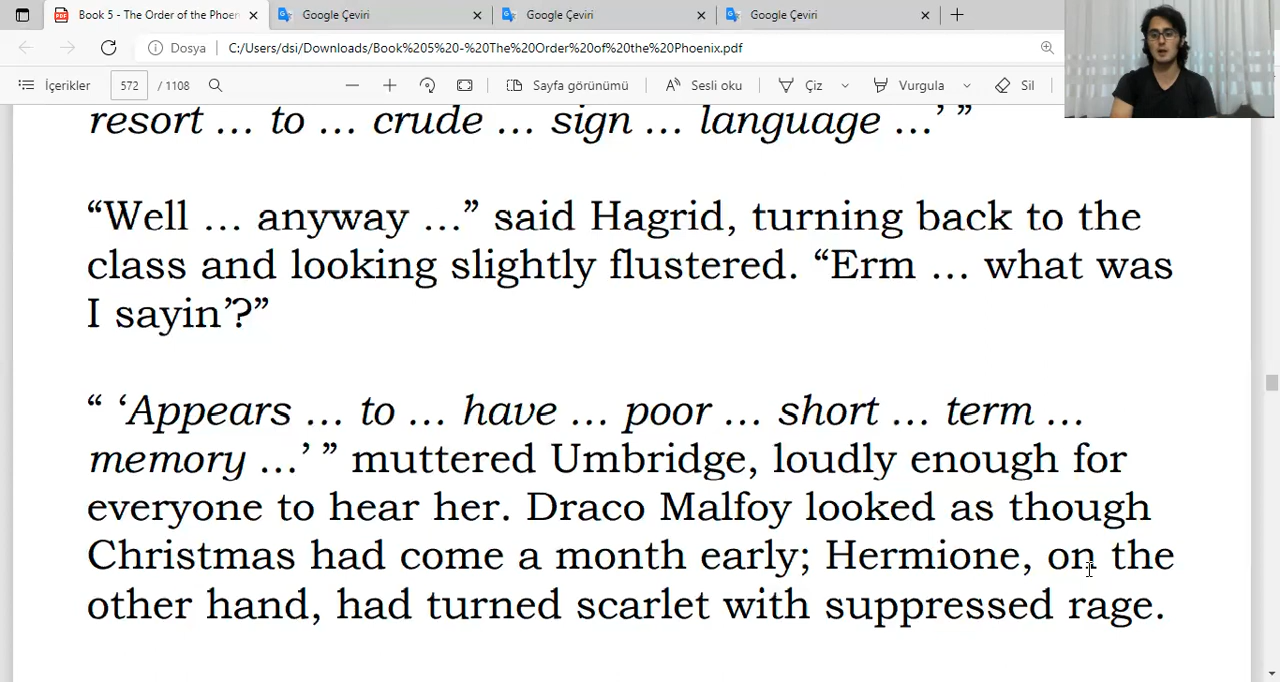 Book 5 - The Order of the Phoen
Google Çeviri
Google Çeviri
Google Çeviri
Dosya
C:/Users/dsi/Downloads/Book%205%20-%20The%20Order%20of%20the%20Phoenix.pdf
İçerikler
572 / 1108
Sayfa görünümü
Sesli oku
Çiz
Vurgula
Sil
resort … to … crude … sign … language …’ ”
“Well … anyway …” said Hagrid, turning back to the
class and looking slightly flustered. “Erm … what was
I sayin’?”
“ ‘Appears … to … have … poor … short … term …
memory …’ ” muttered Umbridge, loudly enough for
everyone to hear her. Draco Malfoy looked as though
Christmas had come a month early; Hermione, on the
other hand, had turned scarlet with suppressed rage.